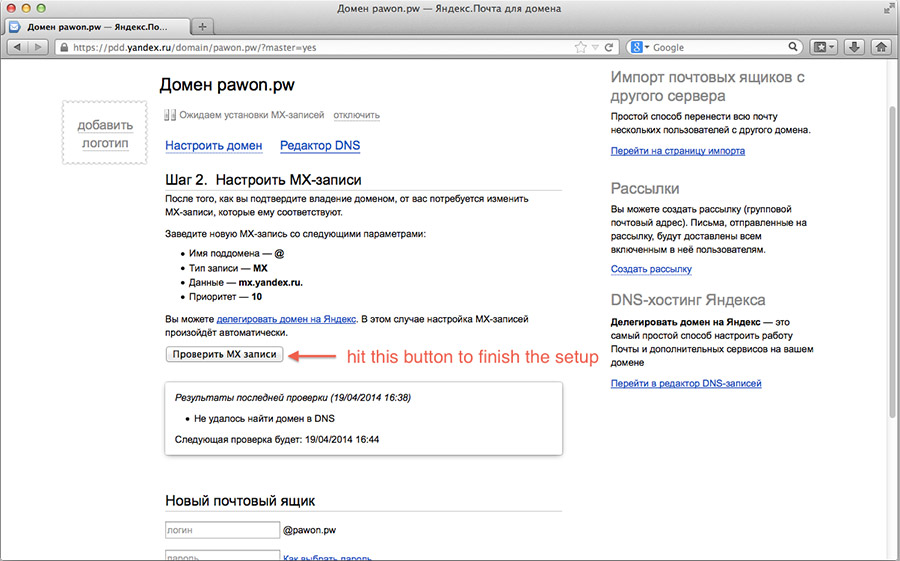 Домен pawon.pw — Яндекс.Почта для домена
Домен pawon.pw — Яндекс.По...
https://pdd.yandex.ru/domain/pawon.pw/?master=yes
Google
добавить
логотип
Домен pawon.pw
Ожидаем установки MX-записей отключить
Настроить домен Редактор DNS
Шаг 2. Настроить MX-записи
После того, как вы подтвердите владение доменом, от вас потребуется изменить
MX-записи, которые ему соответствуют.
Заведите новую MX-запись со следующими параметрами:
• Имя поддомена — @
• Тип записи — MX
• Данные — mx.yandex.ru.
• Приоритет — 10
Вы можете делегировать домен на Яндекс. В этом случае настройка MX-записей
произойдёт автоматически.
Проверить MX записи
hit this button to finish the setup
Результаты последней проверки (19/04/2014 16:38)
• Не удалось найти домен в DNS
Следующая проверка будет: 19/04/2014 16:44
Новый почтовый ящик
логин @pawon.pw
пароль Как выбрать пароль
Импорт почтовых ящиков с
другого сервера
Простой способ перенести всю почту
нескольких пользователей с другого домена.
Перейти на страницу импорта
Рассылки
Вы можете создать рассылку (групповой
почтовый адрес). Письма, отправленные на
рассылку, будут доставлены всем
включенным в неё пользователям.
Создать рассылку
DNS-хостинг Яндекса
Делегировать домен на Яндекс — это
самый простой способ настроить работу
Почты и дополнительных сервисов на вашем
домене
Перейти в редактор DNS-записей